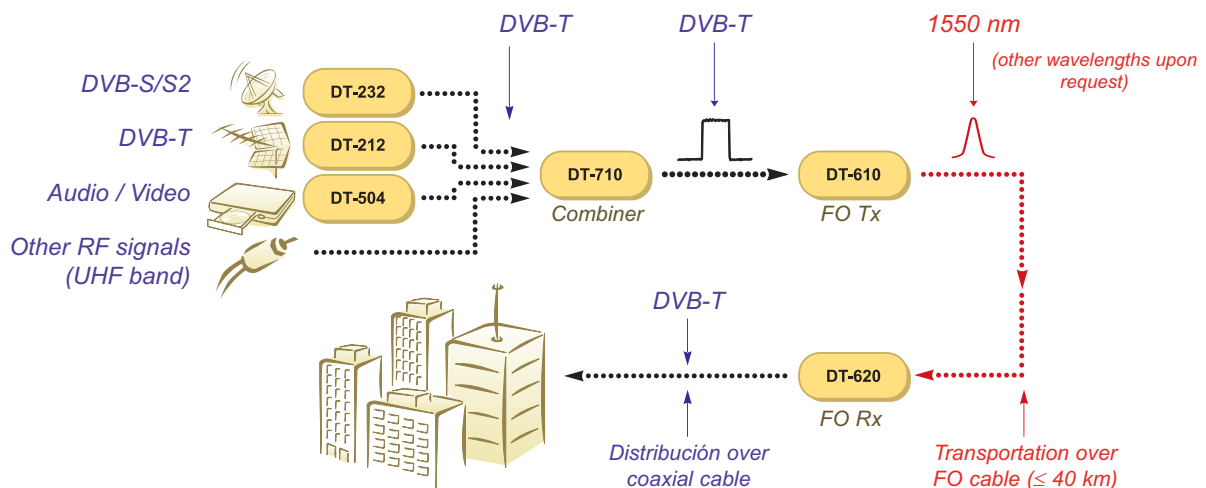 DVB-T
DVB-T
1550 nm
(other wavelengths upon
request)
DVB-S/S2
DT-232
DVB-T
DT-212
Audio / Video
DT-504
DT-710
Combiner
DT-610
FO Tx
Other RF signals
(UHF band)
DVB-T
DT-620
FO Rx
Distribución over
coaxial cable
Transportation over
FO cable (≤ 40 km)